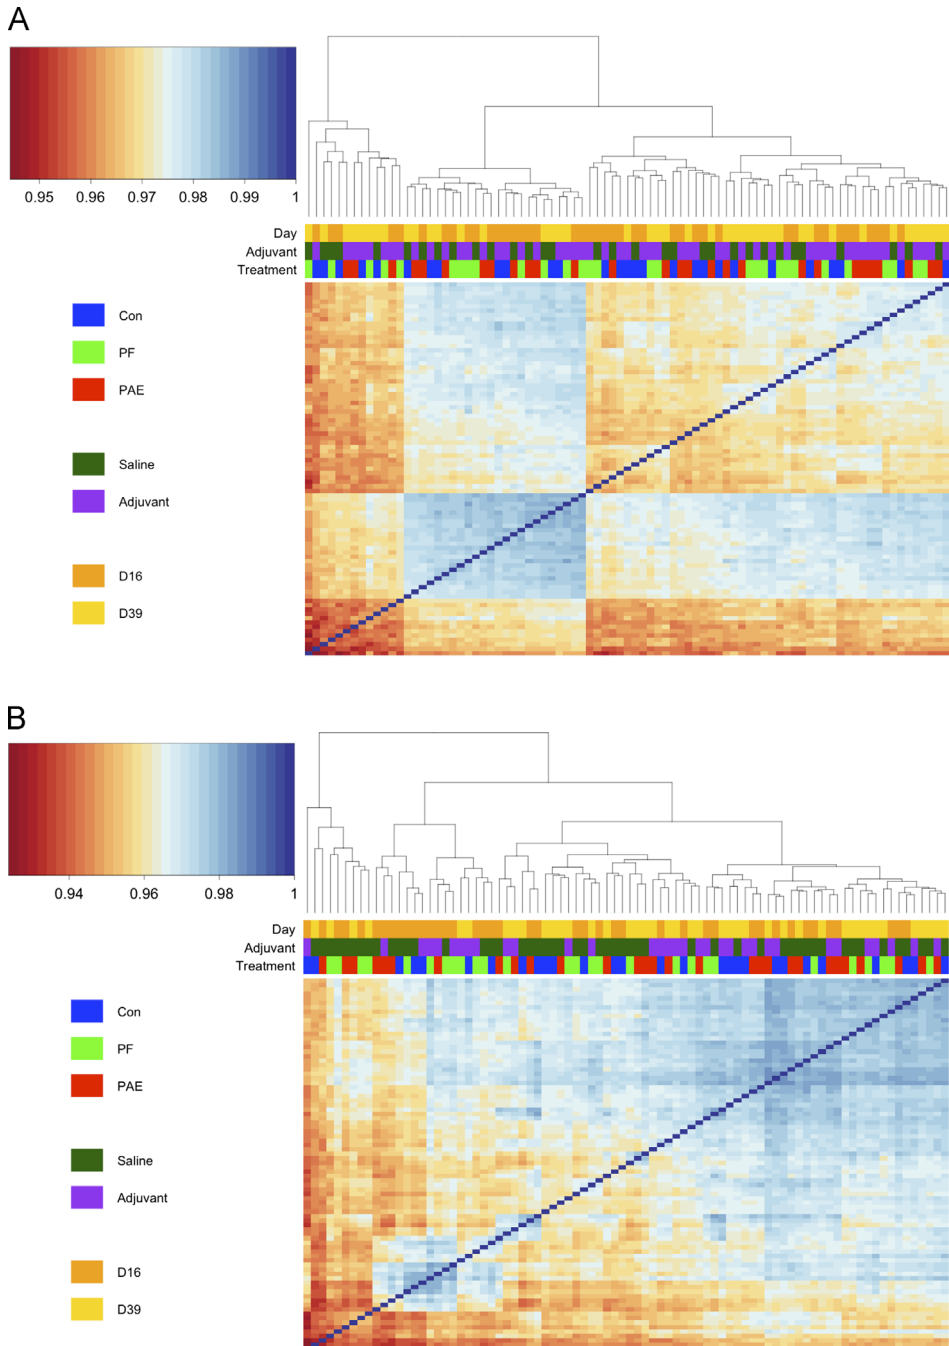 A
0.95 0.96 0.97 0.98 0.99 1
Day
Adjuvant
Treatment
Con
PF
PAE
Saline
Adjuvant
D16
D39
B
0.94 0.96 0.98 1
Day
Adjuvant
Treatment
Con
PF
PAE
Saline
Adjuvant
D16
D39